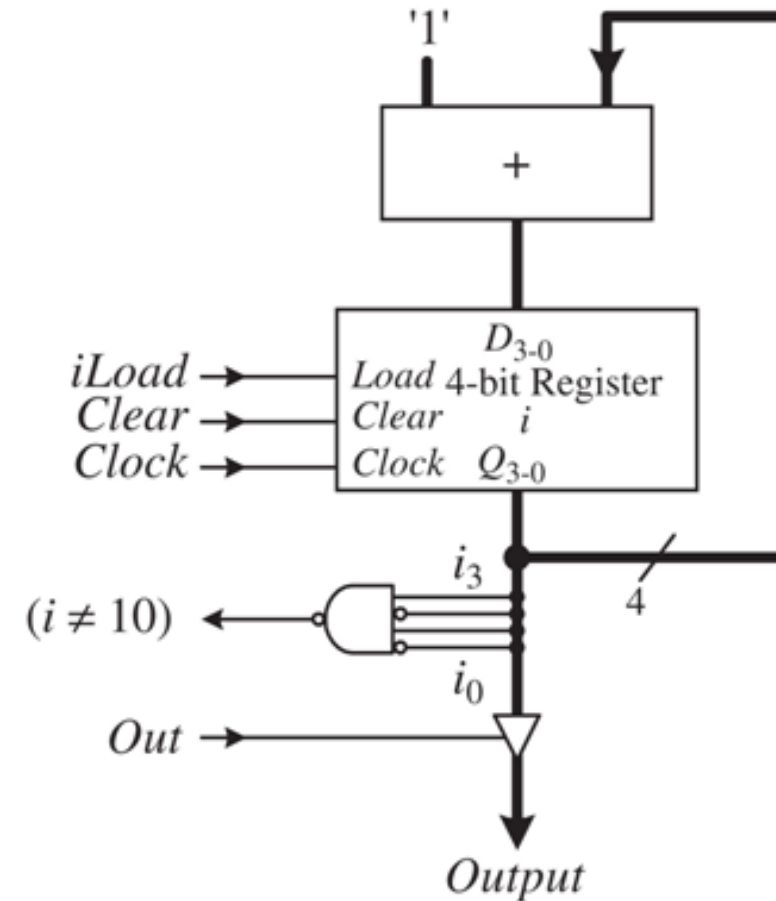 '1'
+
D₃₋₀
iLoad Load 4-bit Register
Clear Clear i
Clock Clock Q₃₋₀
i₃
4
(i ≠ 10)
i₀
Out
Output